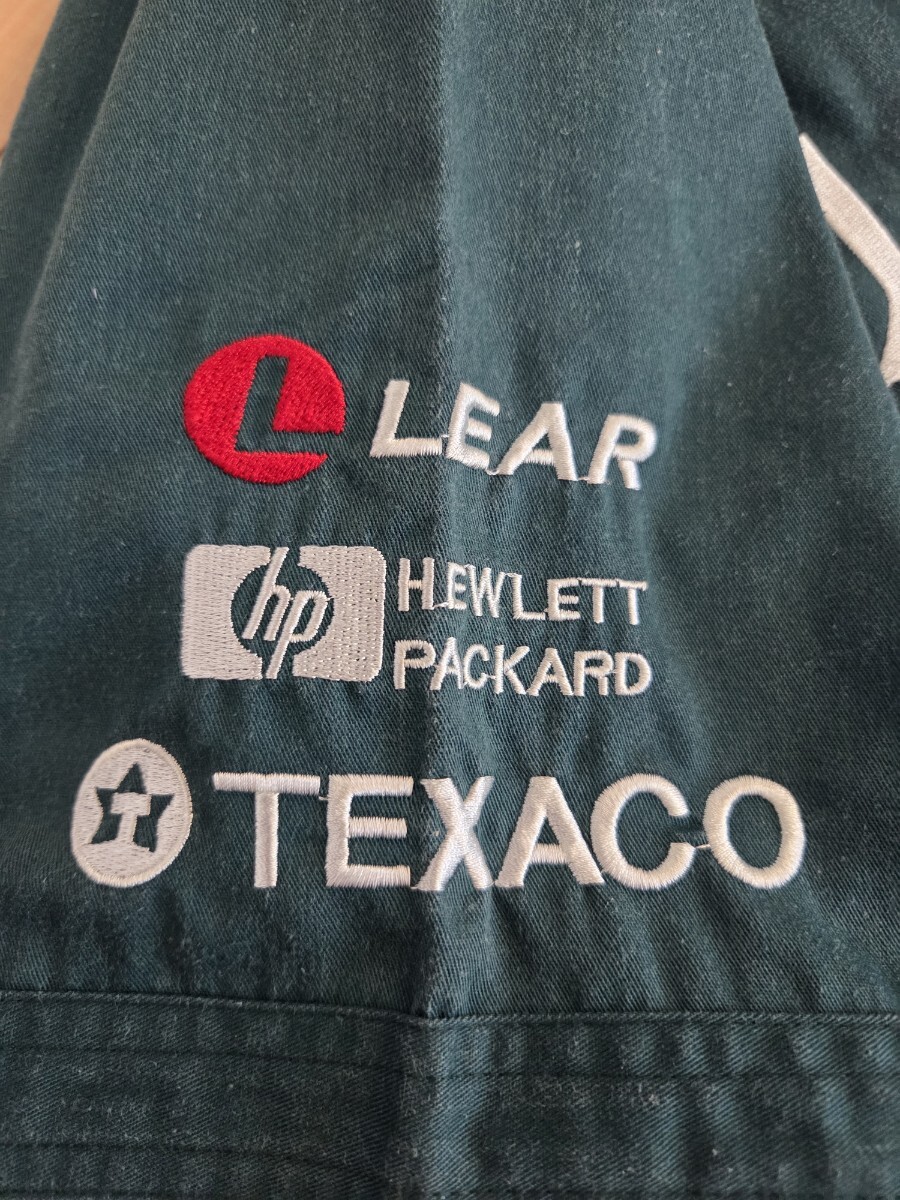 L LEAR
hp HEWLETT
PACKARD
T TEXACO